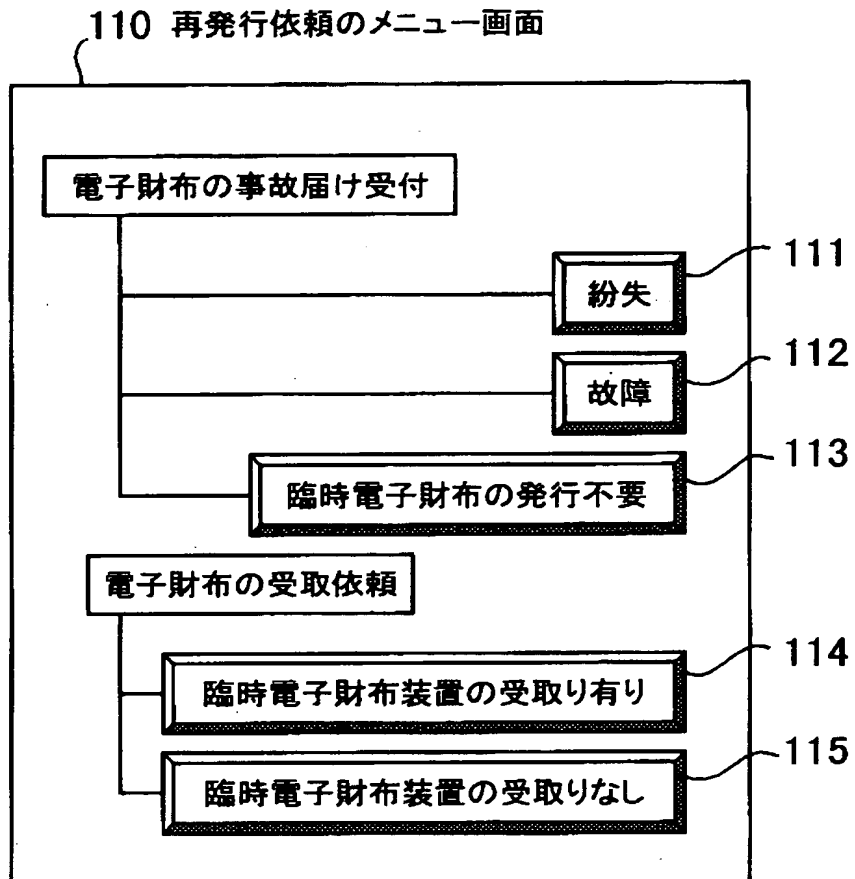 110 再発行依頼のメニュー画面
電子財布の事故届け受付
111
紛失
112
故障
113
臨時電子財布の発行不要
電子財布の受取依頼
114
臨時電子財布装置の受取り有り
115
臨時電子財布装置の受取りなし